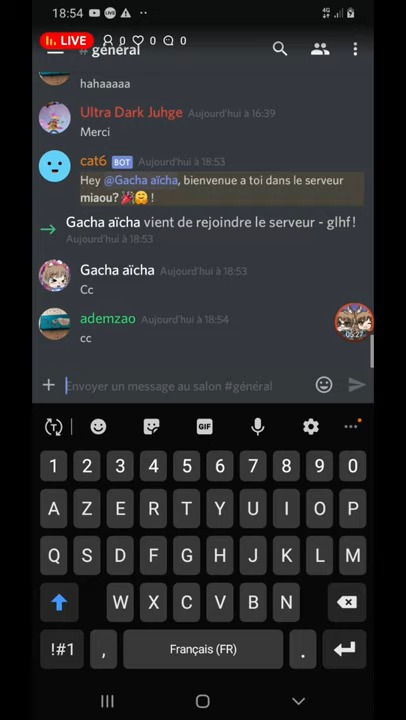 18:54
LIVE 0 0 0
# général
hahaaaaa
Ultra Dark Juhge Aujourd'hui à 16:39
Merci
cat6 BOT Aujourd'hui à 18:53
Hey @Gacha aïcha, bienvenue a toi dans le serveur
miaou? !
Gacha aïcha vient de rejoindre le serveur - glhf!
Aujourd'hui à 18:53
Gacha aïcha Aujourd'hui à 18:53
Cc
ademzao Aujourd'hui à 18:54
cc
05:27
Envoyer un message au salon #général
T GIF
1 2 3 4 5 6 7 8 9 0
A Z E R T Y U I O P
Q S D F G H J K L M
W X C V B N
!#1 , Français (FR) .